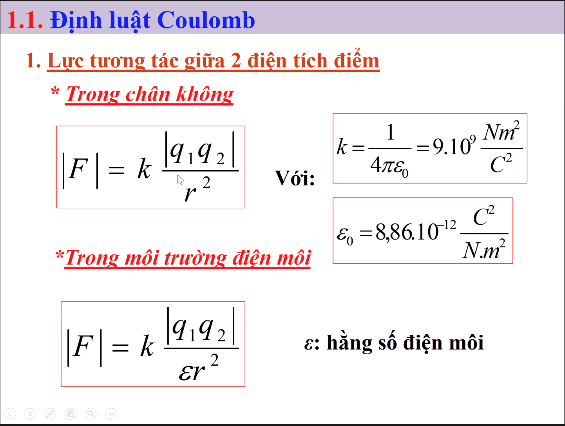 1.1. Định luật Coulomb
1. Lực tương tác giữa 2 điện tích điểm
* Trong chân không
|F| = k |q₁q₂| / r²
Với:
k = 1 / 4πε₀ = 9.10⁹ Nm² / C²
ε₀ = 8,86.10⁻¹² C² / N.m²
*Trong môi trường điện môi
|F| = k |q₁q₂| / εr²
ε: hằng số điện môi